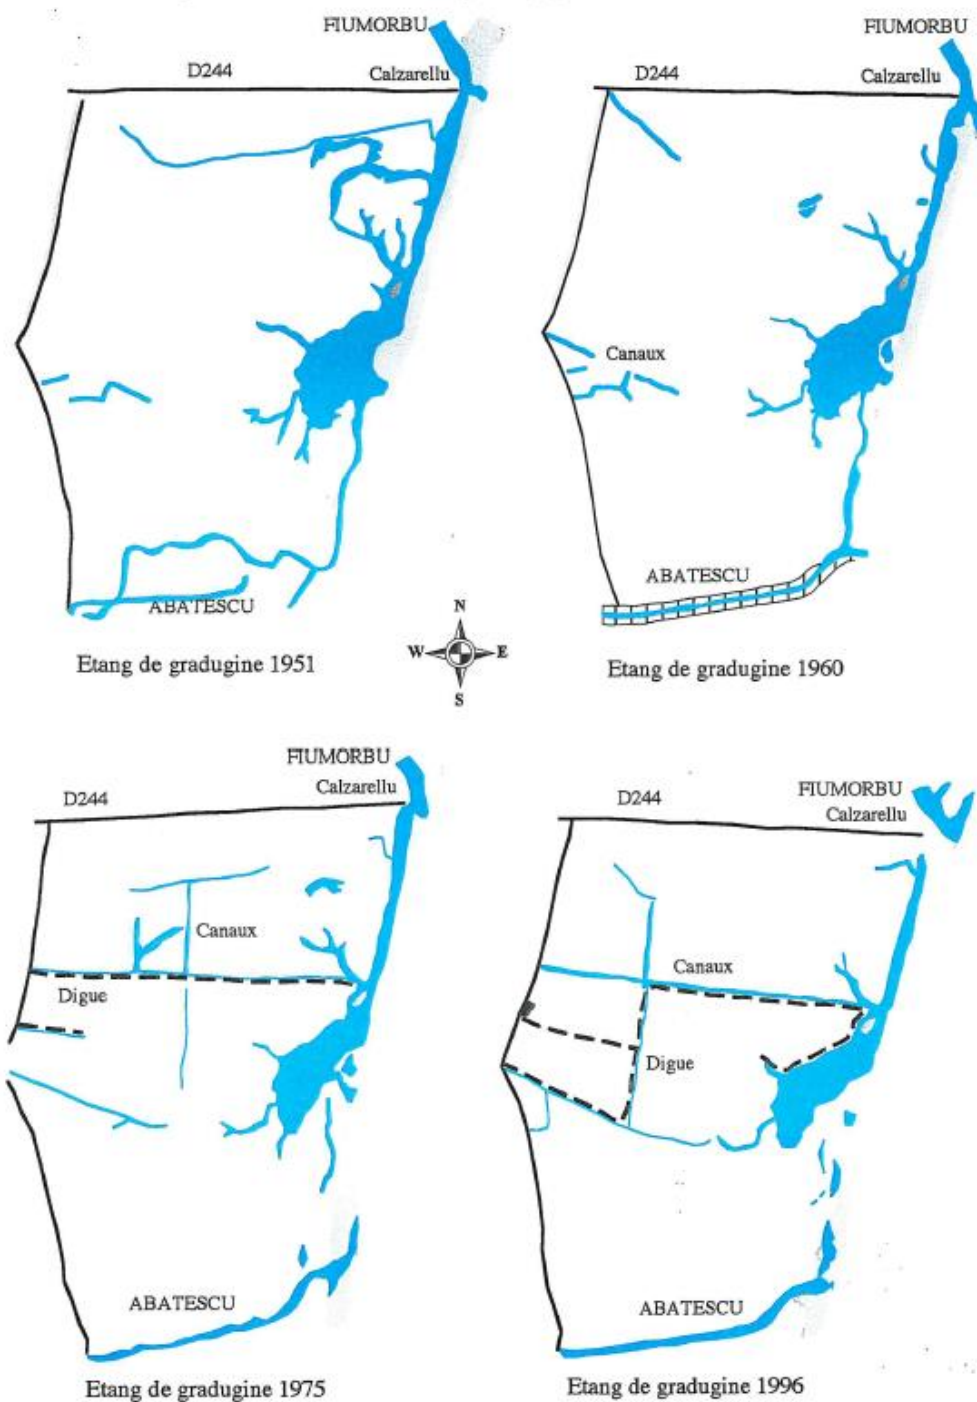 FIUMORBU
D244
Calzarellu
ABATESCU
Etang de gradugine 1951
FIUMORBU
D244
Calzarellu
Canaux
ABATESCU
Etang de gradugine 1960
N
W E
S
FIUMORBU
Calzarellu
D244
Canaux
Digue
ABATESCU
Etang de gradugine 1975
FIUMORBU
D244
Calzarellu
Canaux
Digue
ABATESCU
Etang de gradugine 1996